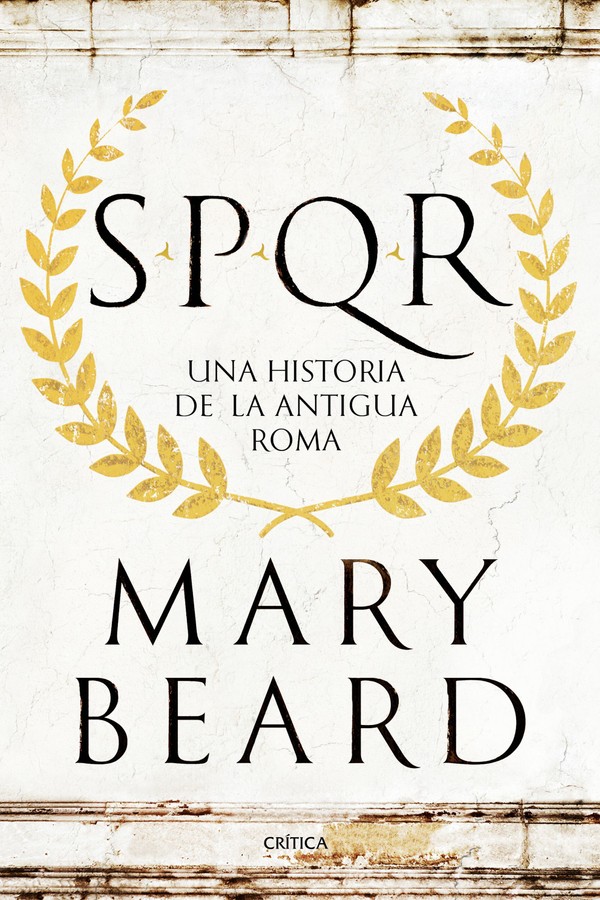 S·P·Q·R
UNA HISTORIA
DE LA ANTIGUA
ROMA
MARY
BEARD
CRÍTICA